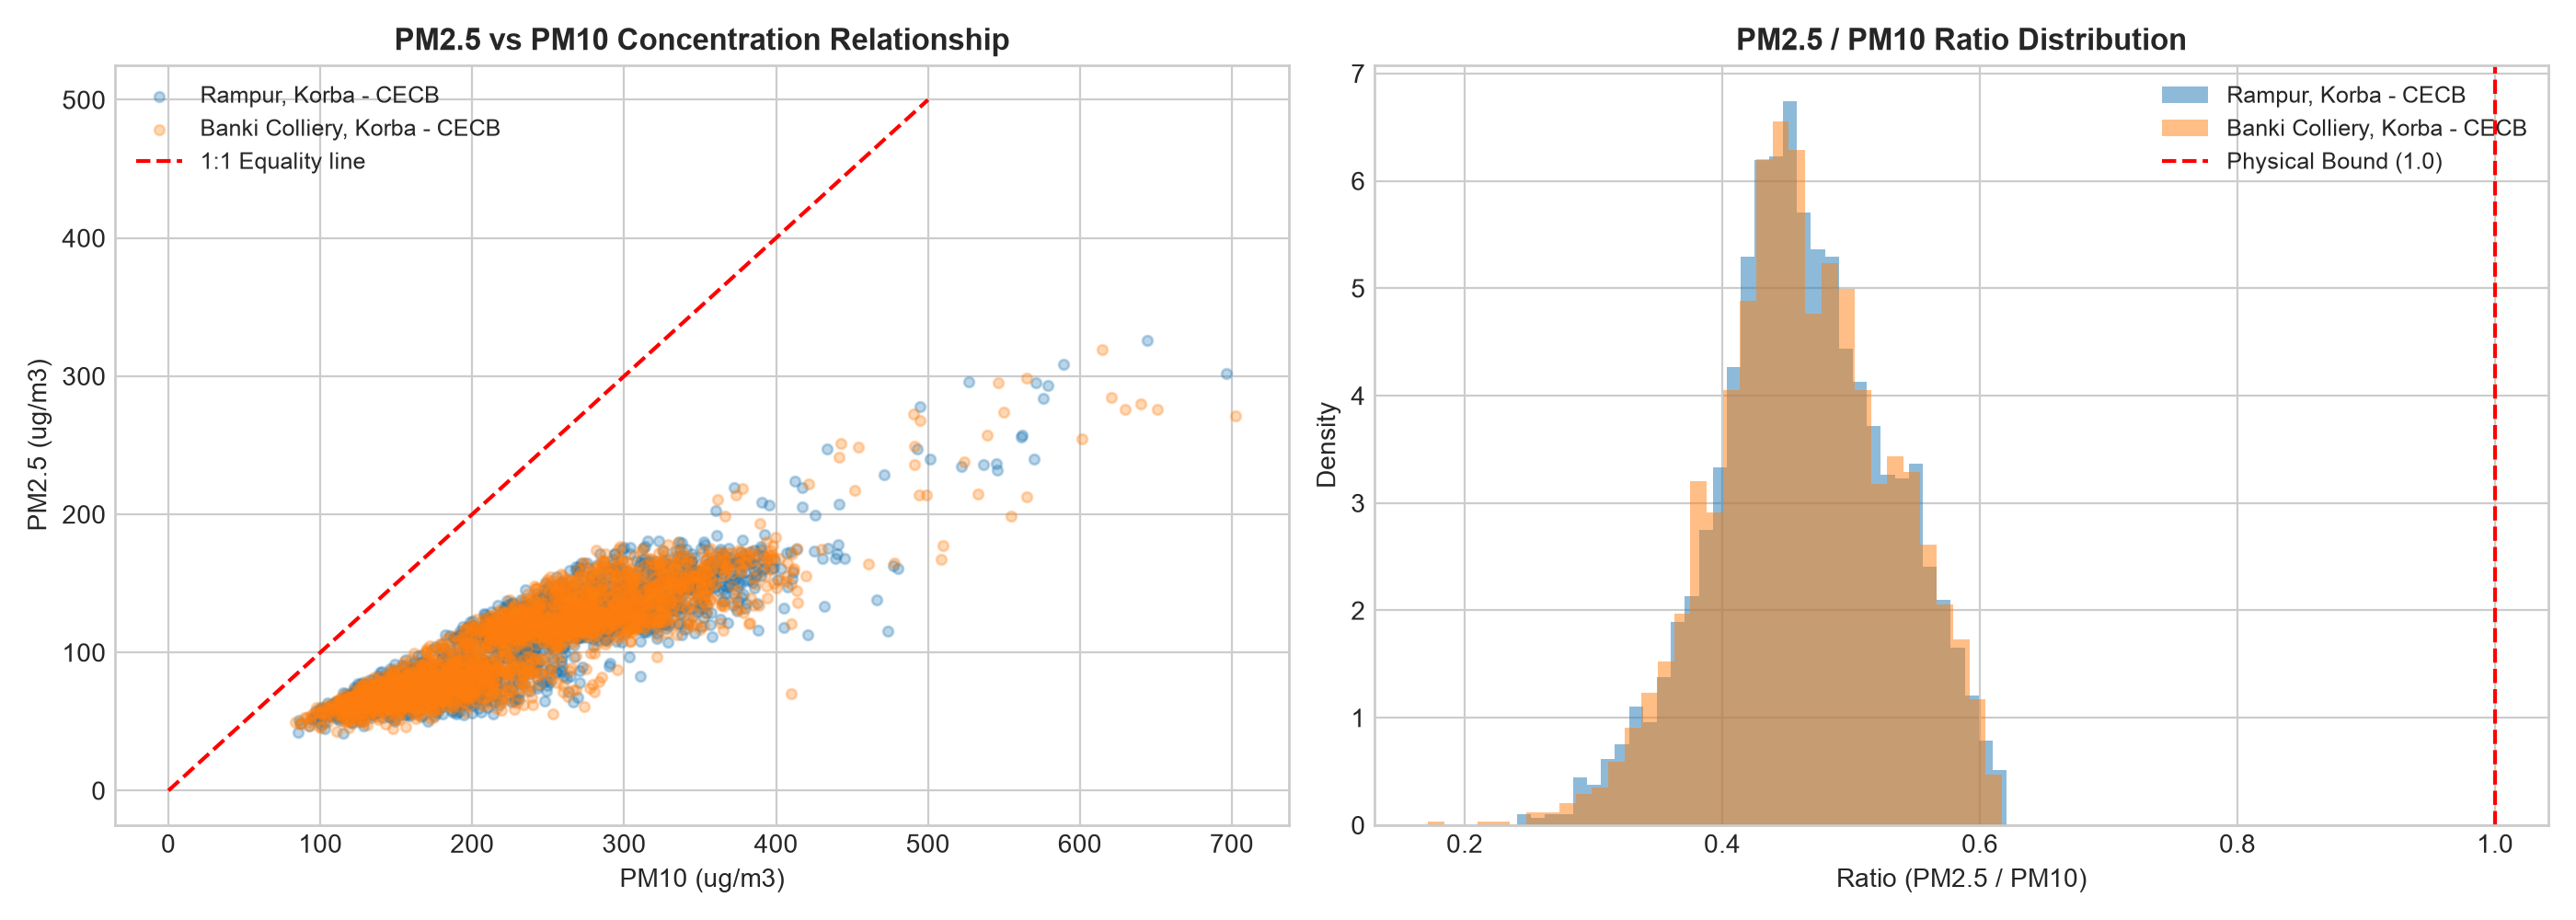 PM2.5 vs PM10 Concentration Relationship
Rampur, Korba - CECB
Banki Colliery, Korba - CECB
1:1 Equality line
PM2.5 (ug/m3)
500
400
300
200
100
0
0 100 200 300 400 500 600 700
PM10 (ug/m3)
PM2.5 / PM10 Ratio Distribution
Rampur, Korba - CECB
Banki Colliery, Korba - CECB
Physical Bound (1.0)
Density
7
6
5
4
3
2
1
0
0.2 0.4 0.6 0.8 1.0
Ratio (PM2.5 / PM10)